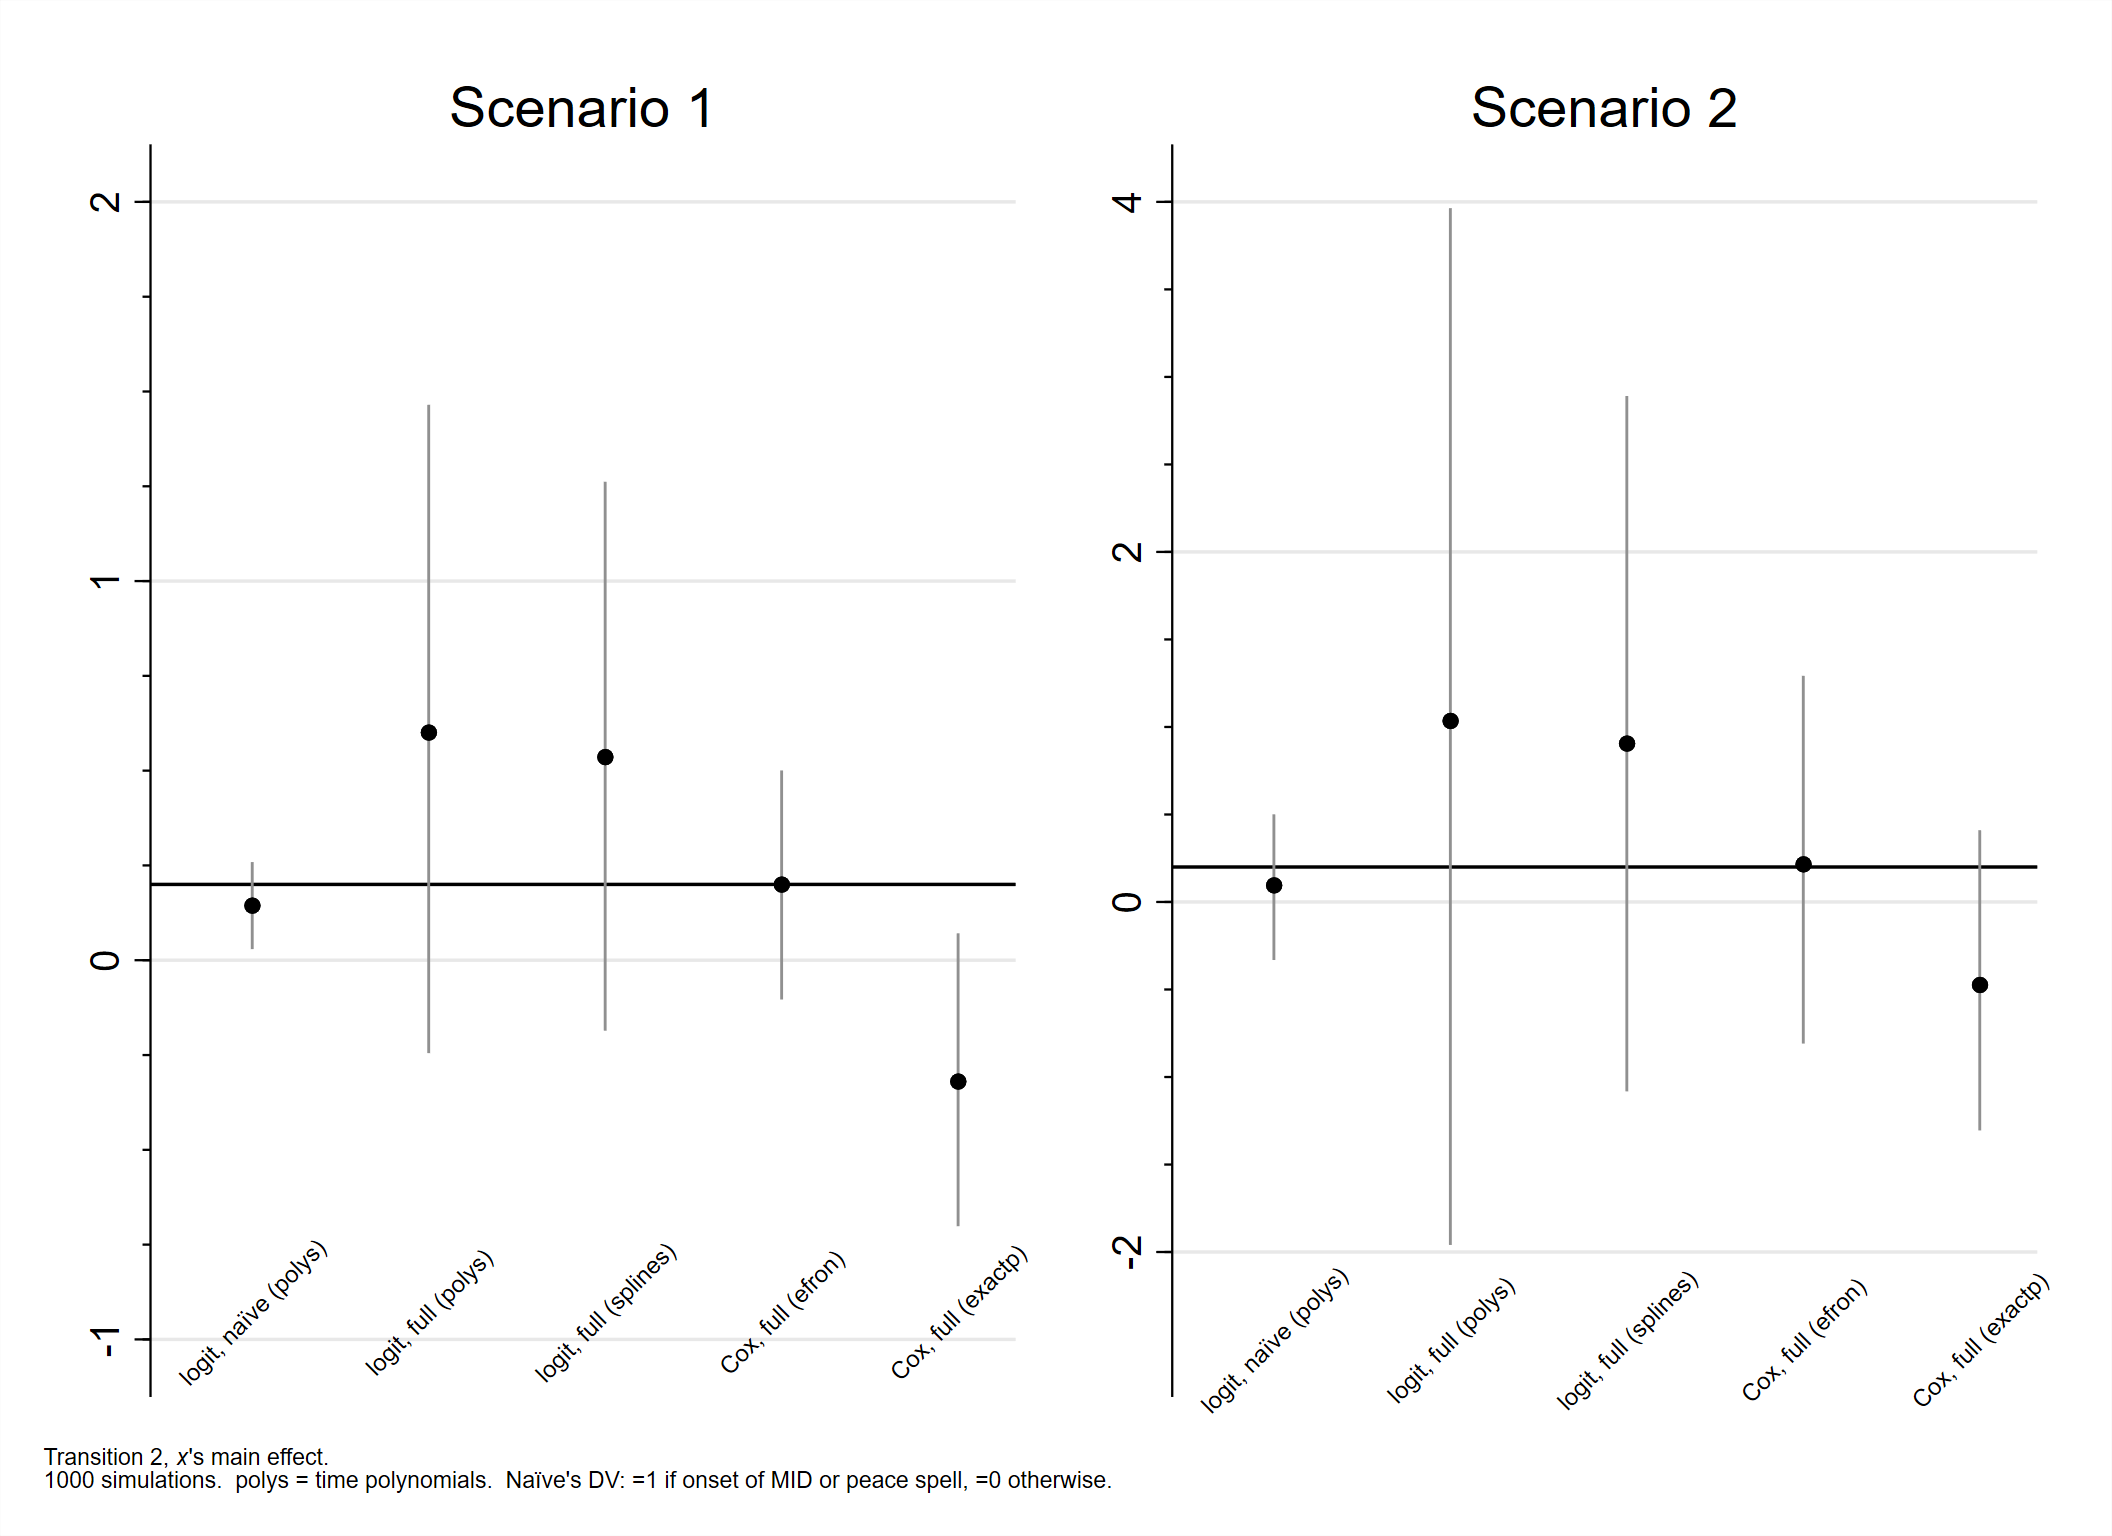 Scenario 1
2
1
0
-1
logit, naïve (polys)
logit, full (polys)
logit, full (splines)
Cox, full (efron)
Cox, full (exactp)
Scenario 2
4
2
0
-2
logit, naïve (polys)
logit, full (polys)
logit, full (splines)
Cox, full (efron)
Cox, full (exactp)
Transition 2, x's main effect.
1000 simulations.  polys = time polynomials.  Naïve's DV: =1 if onset of MID or peace spell, =0 otherwise.